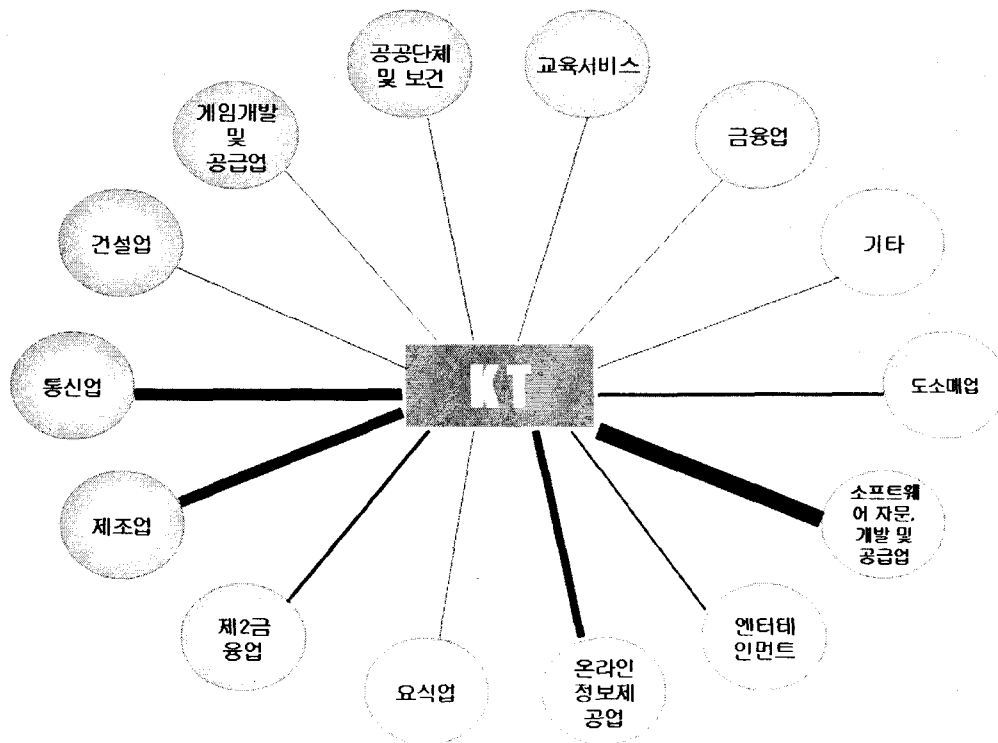 공공단체
및 보건
교육서비스
게임개발
및
공급업
금융업
건설업
기타
통신업
KT
도소매업
제조업
소프트웨
어 자문,
개발 및
공급업
제2금
융업
엔터테
인먼트
요식업
온라인
정보제
공업